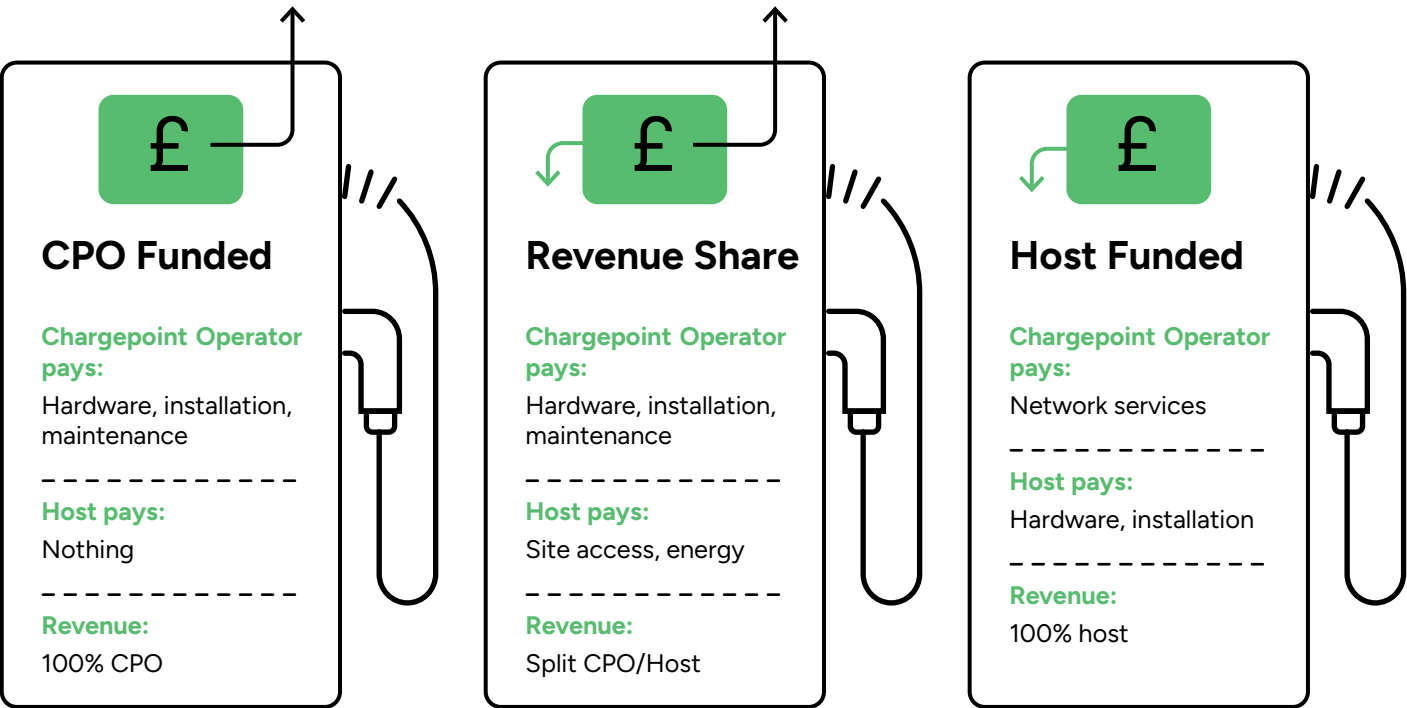 £
CPO Funded
Chargepoint Operator
pays:
Hardware, installation,
maintenance
Host pays:
Nothing
Revenue:
100% CPO
£
Revenue Share
Chargepoint Operator
pays:
Hardware, installation,
maintenance
Host pays:
Site access, energy
Revenue:
Split CPO/Host
£
Host Funded
Chargepoint Operator
pays:
Network services
Host pays:
Hardware, installation
Revenue:
100% host